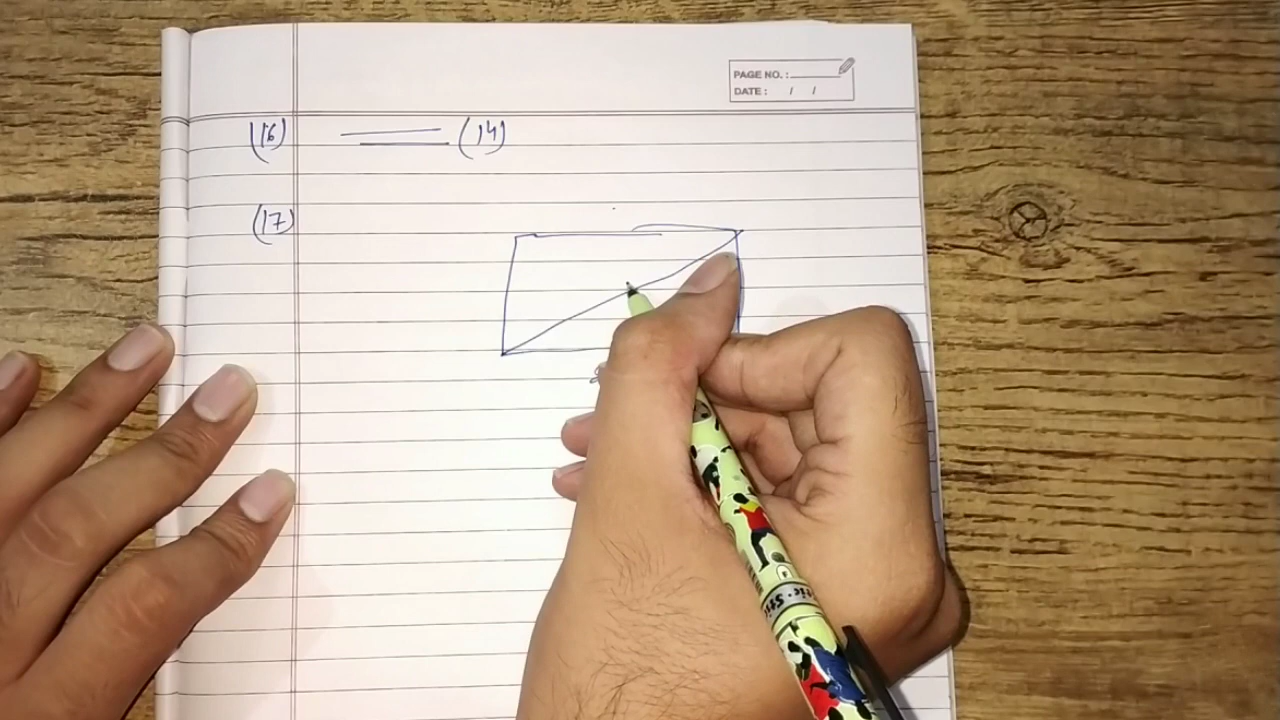 PAGE NO. :
DATE : / /
(16) (14)
(17)